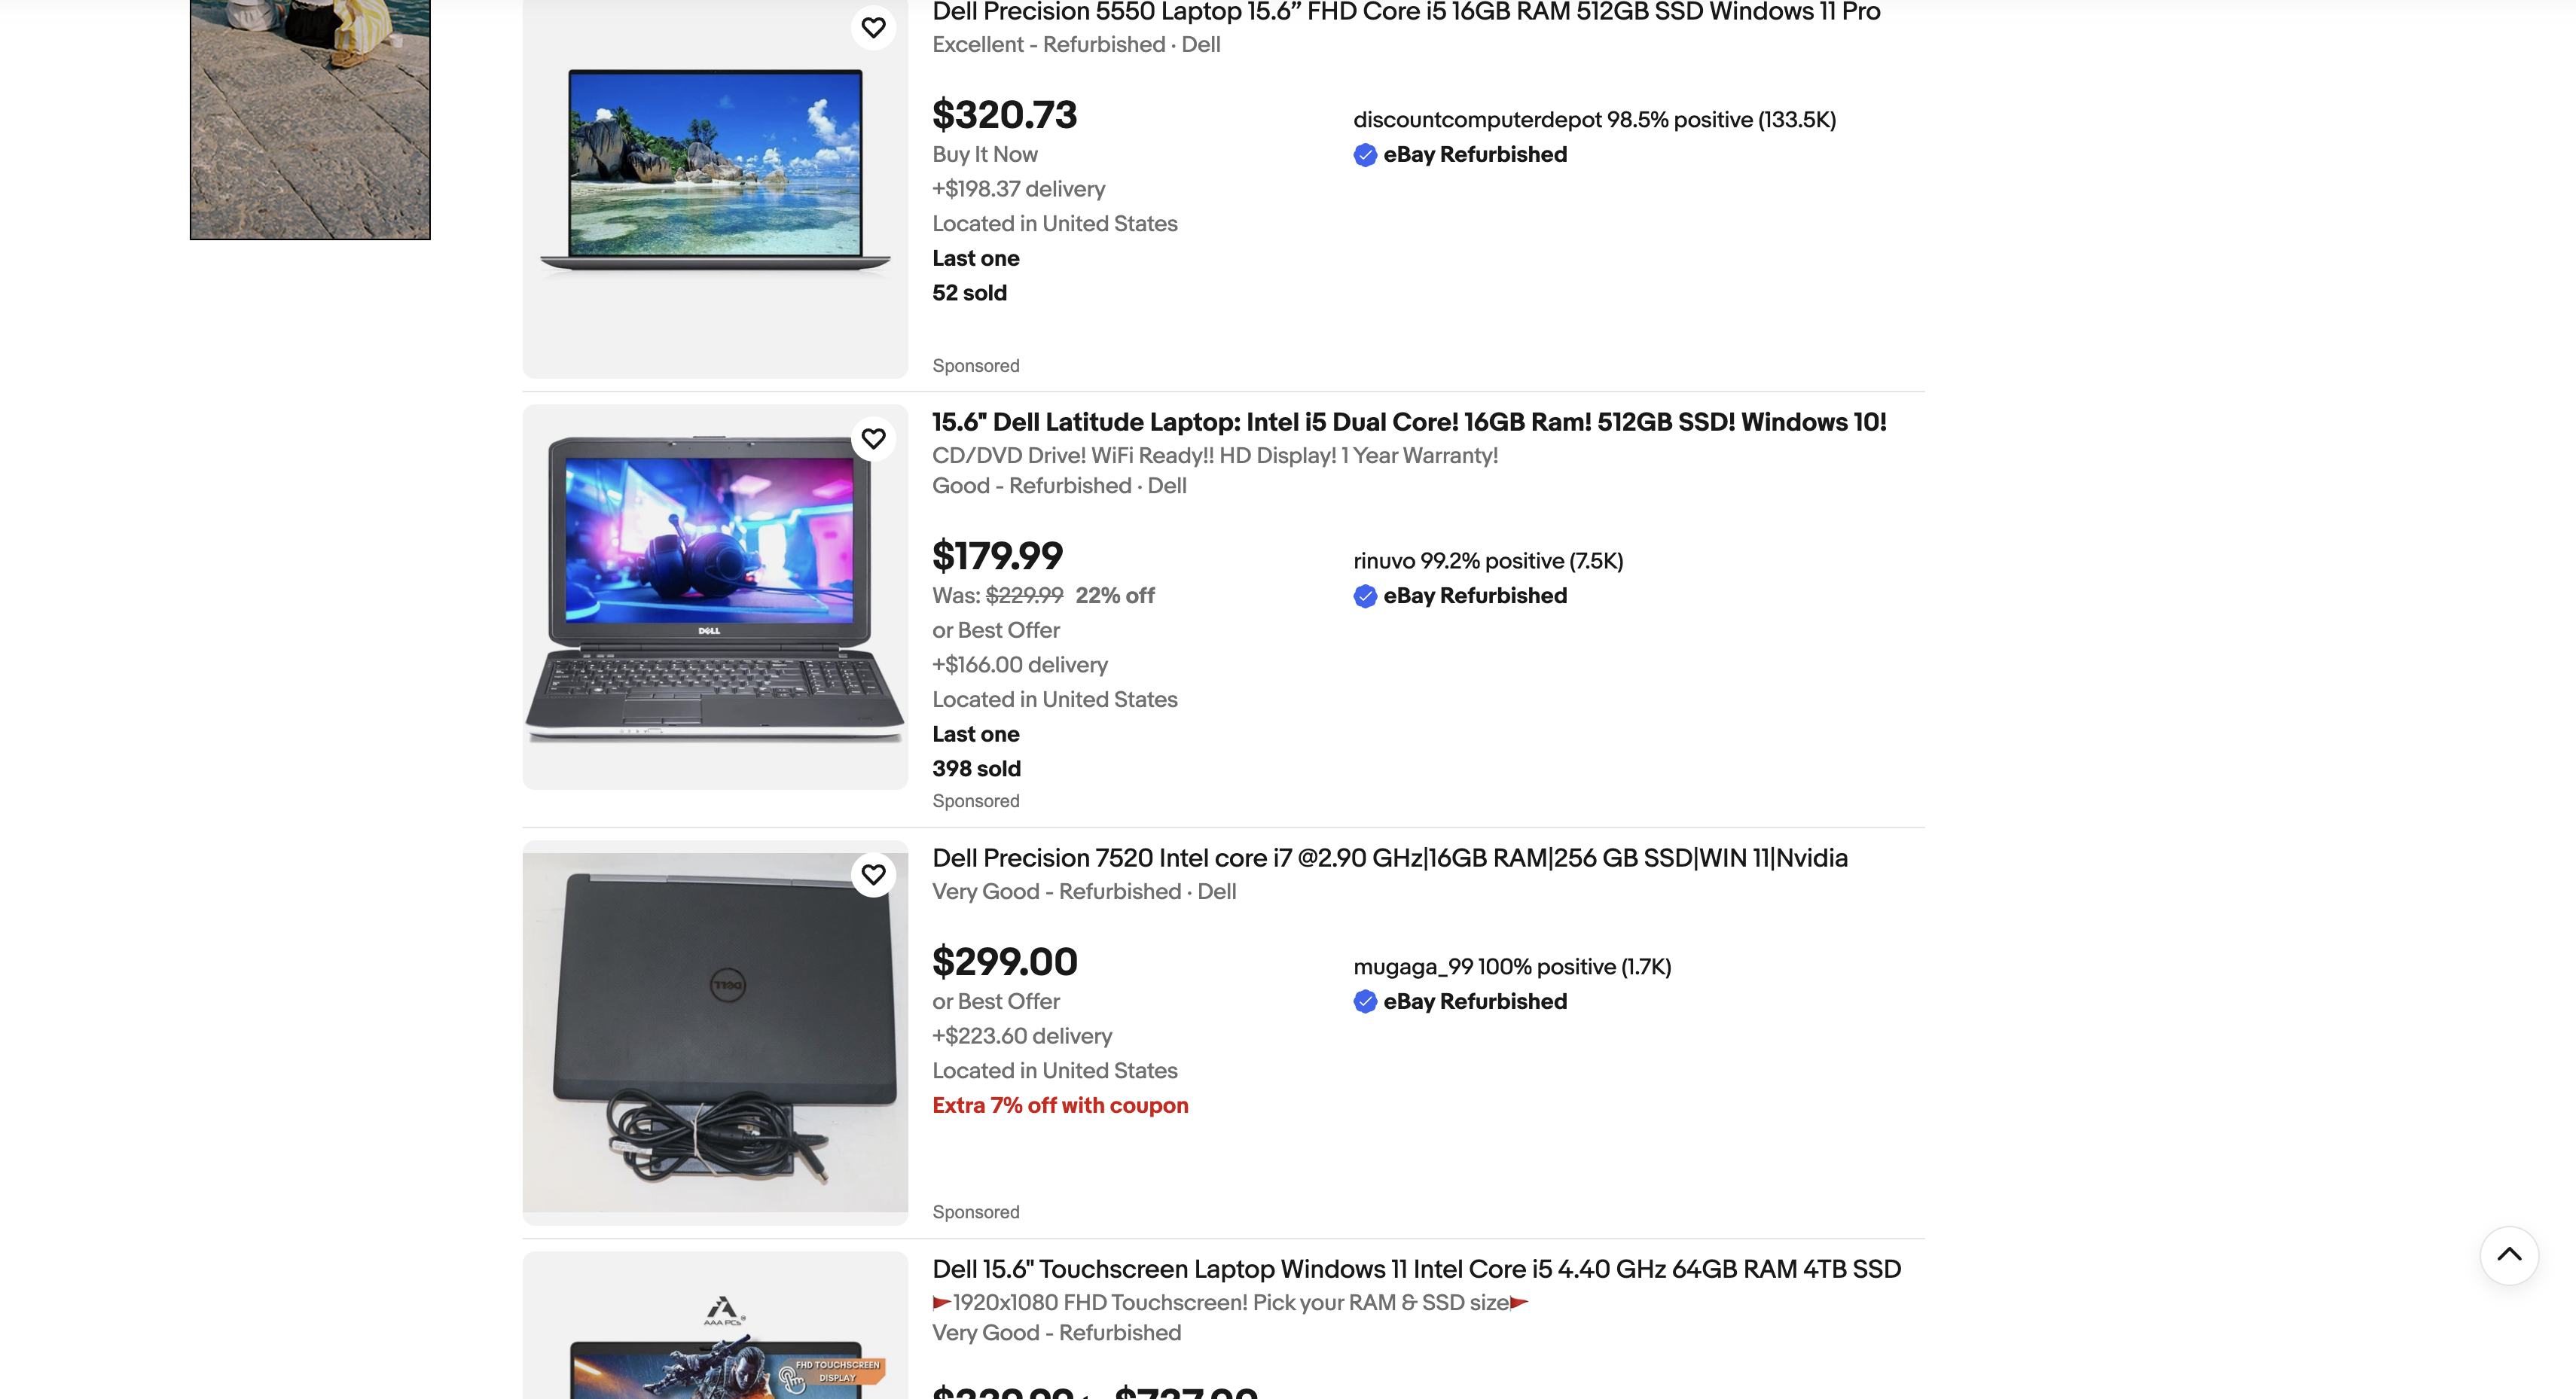 Dell Precision 5550 Laptop 15.6” FHD Core i5 16GB RAM 512GB SSD Windows 11 Pro
Excellent - Refurbished · Dell
$320.73
Buy It Now
+$198.37 delivery
Located in United States
Last one
52 sold
discountcomputerdepot 98.5% positive (133.5K)
eBay Refurbished
Sponsored
15.6" Dell Latitude Laptop: Intel i5 Dual Core! 16GB Ram! 512GB SSD! Windows 10!
CD/DVD Drive! WiFi Ready!! HD Display! 1 Year Warranty!
Good - Refurbished · Dell
$179.99
Was: $229.99 22% off
or Best Offer
+$166.00 delivery
Located in United States
Last one
398 sold
rinuvo 99.2% positive (7.5K)
eBay Refurbished
Sponsored
DELL
Dell Precision 7520 Intel core i7 @2.90 GHz|16GB RAM|256 GB SSD|WIN 11|Nvidia
Very Good - Refurbished · Dell
$299.00
or Best Offer
+$223.60 delivery
Located in United States
Extra 7% off with coupon
mugaga_99 100% positive (1.7K)
eBay Refurbished
Sponsored
DELL
Dell 15.6" Touchscreen Laptop Windows 11 Intel Core i5 4.40 GHz 64GB RAM 4TB SSD
1920x1080 FHD Touchscreen! Pick your RAM & SSD size
Very Good - Refurbished
AAA PCs
FHD TOUCHSCREEN
DISPLAY